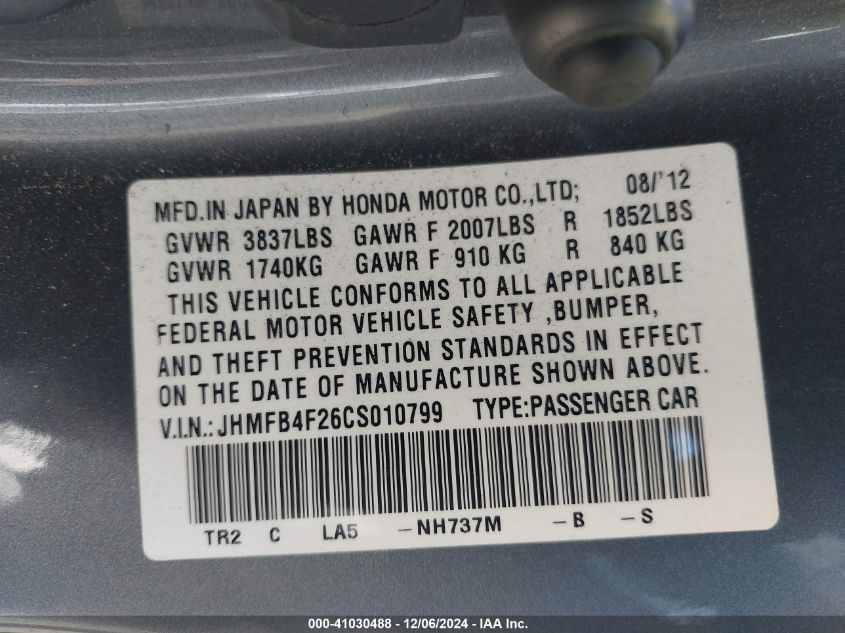 MFD.IN JAPAN BY HONDA MOTOR CO.,LTD; 08/'12
GVWR 3837LBS GAWR F 2007LBS R 1852LBS
GVWR 1740KG GAWR F 910 KG R 840 KG
THIS VEHICLE CONFORMS TO ALL APPLICABLE
FEDERAL MOTOR VEHICLE SAFETY ,BUMPER,
AND THEFT PREVENTION STANDARDS IN EFFECT
ON THE DATE OF MANUFACTURE SHOWN ABOVE.
V.I.N.: JHMFB4F26CS010799 TYPE:PASSENGER CAR
TR2 C LA5 -NH737M -B -S
000-41030488 - 12/06/2024 - IAA Inc.